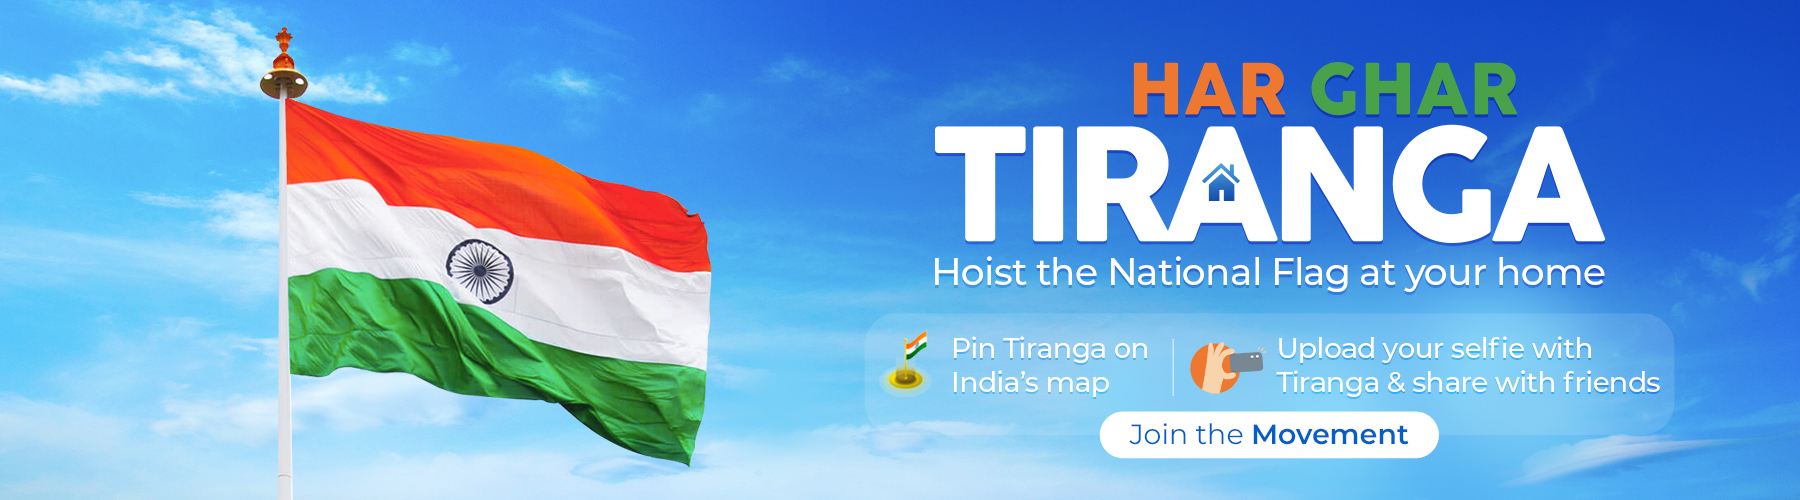 HAR GHAR
TIRANGA
Hoist the National Flag at your home
Pin Tiranga on
India's map
Upload your selfie with
Tiranga & share with friends
Join the Movement